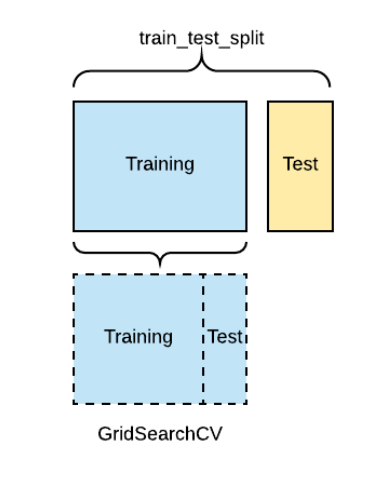 train_test_split
Training
Test
Training
Test
GridSearchCV